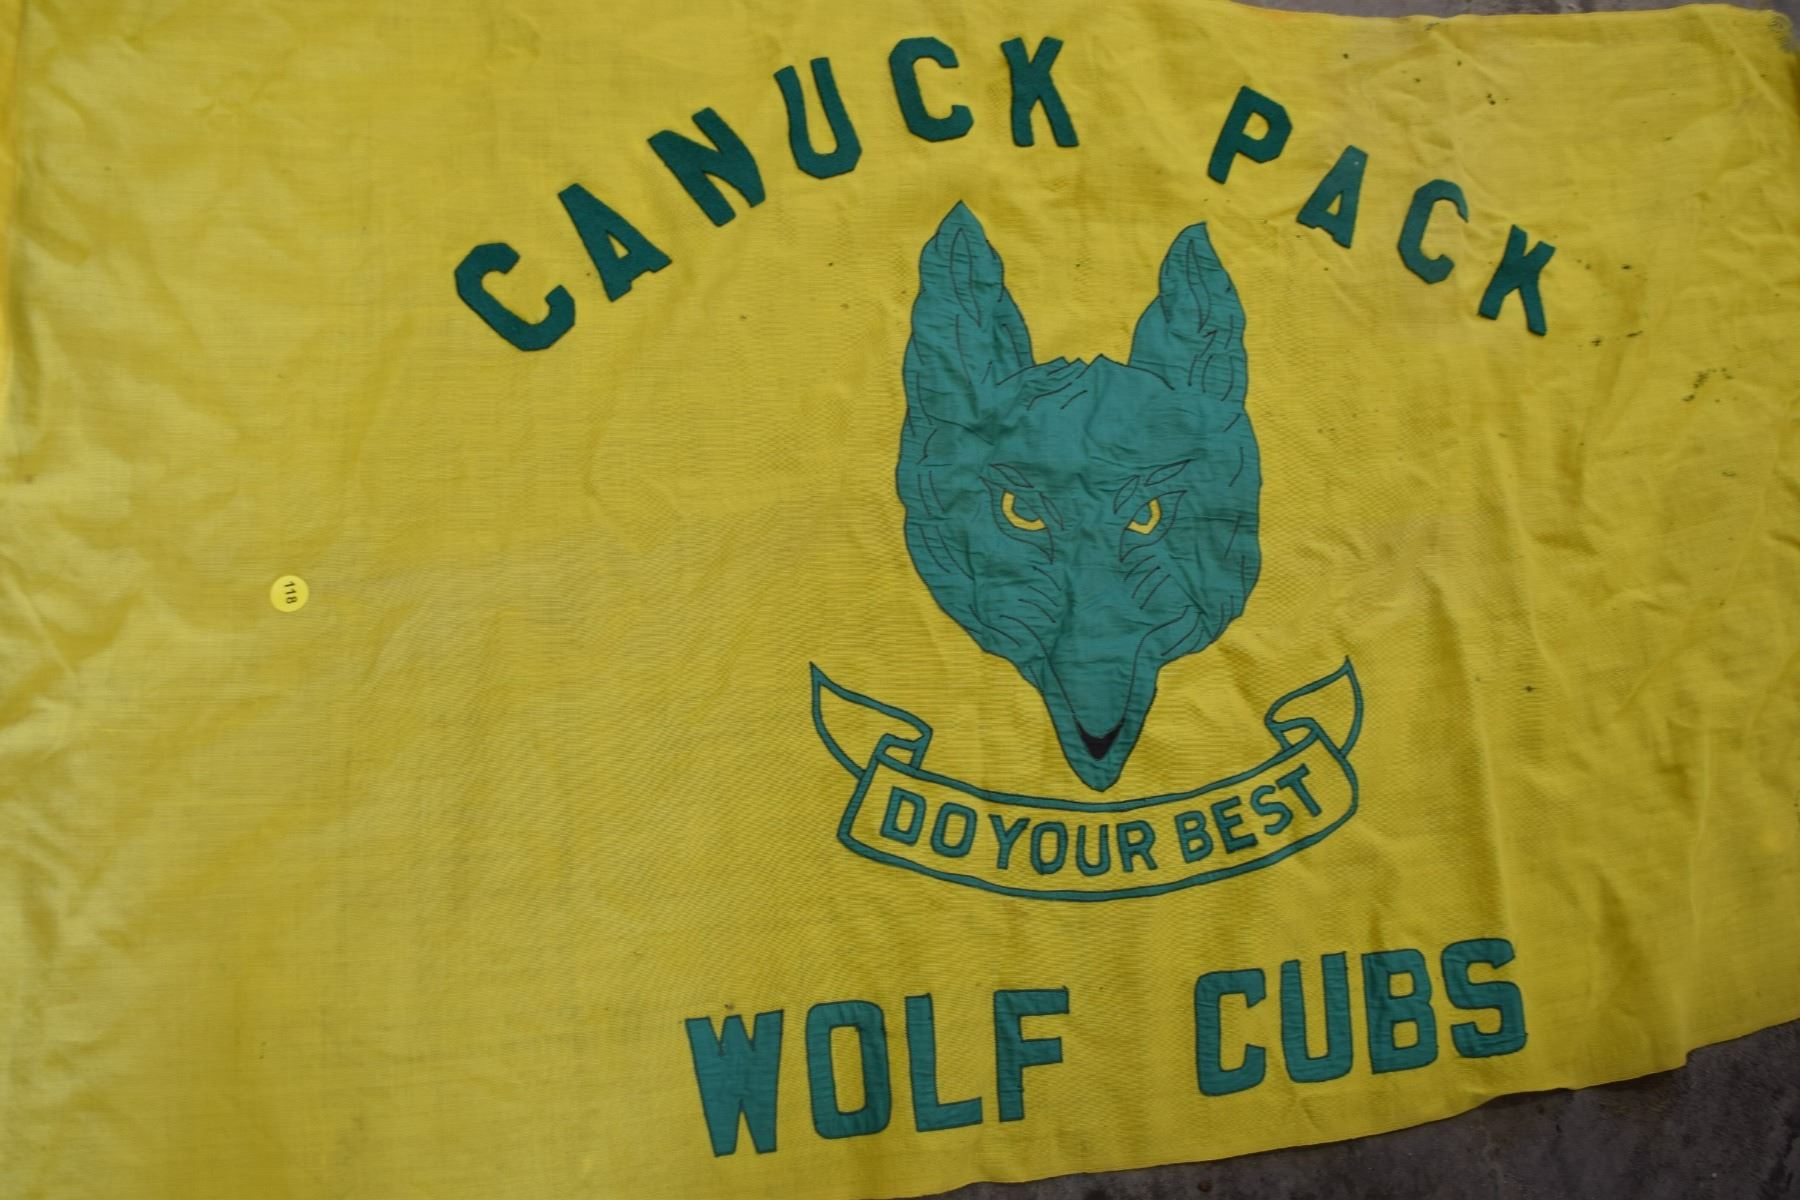 CANUCK PACK
118
DO YOUR BEST
WOLF CUBS